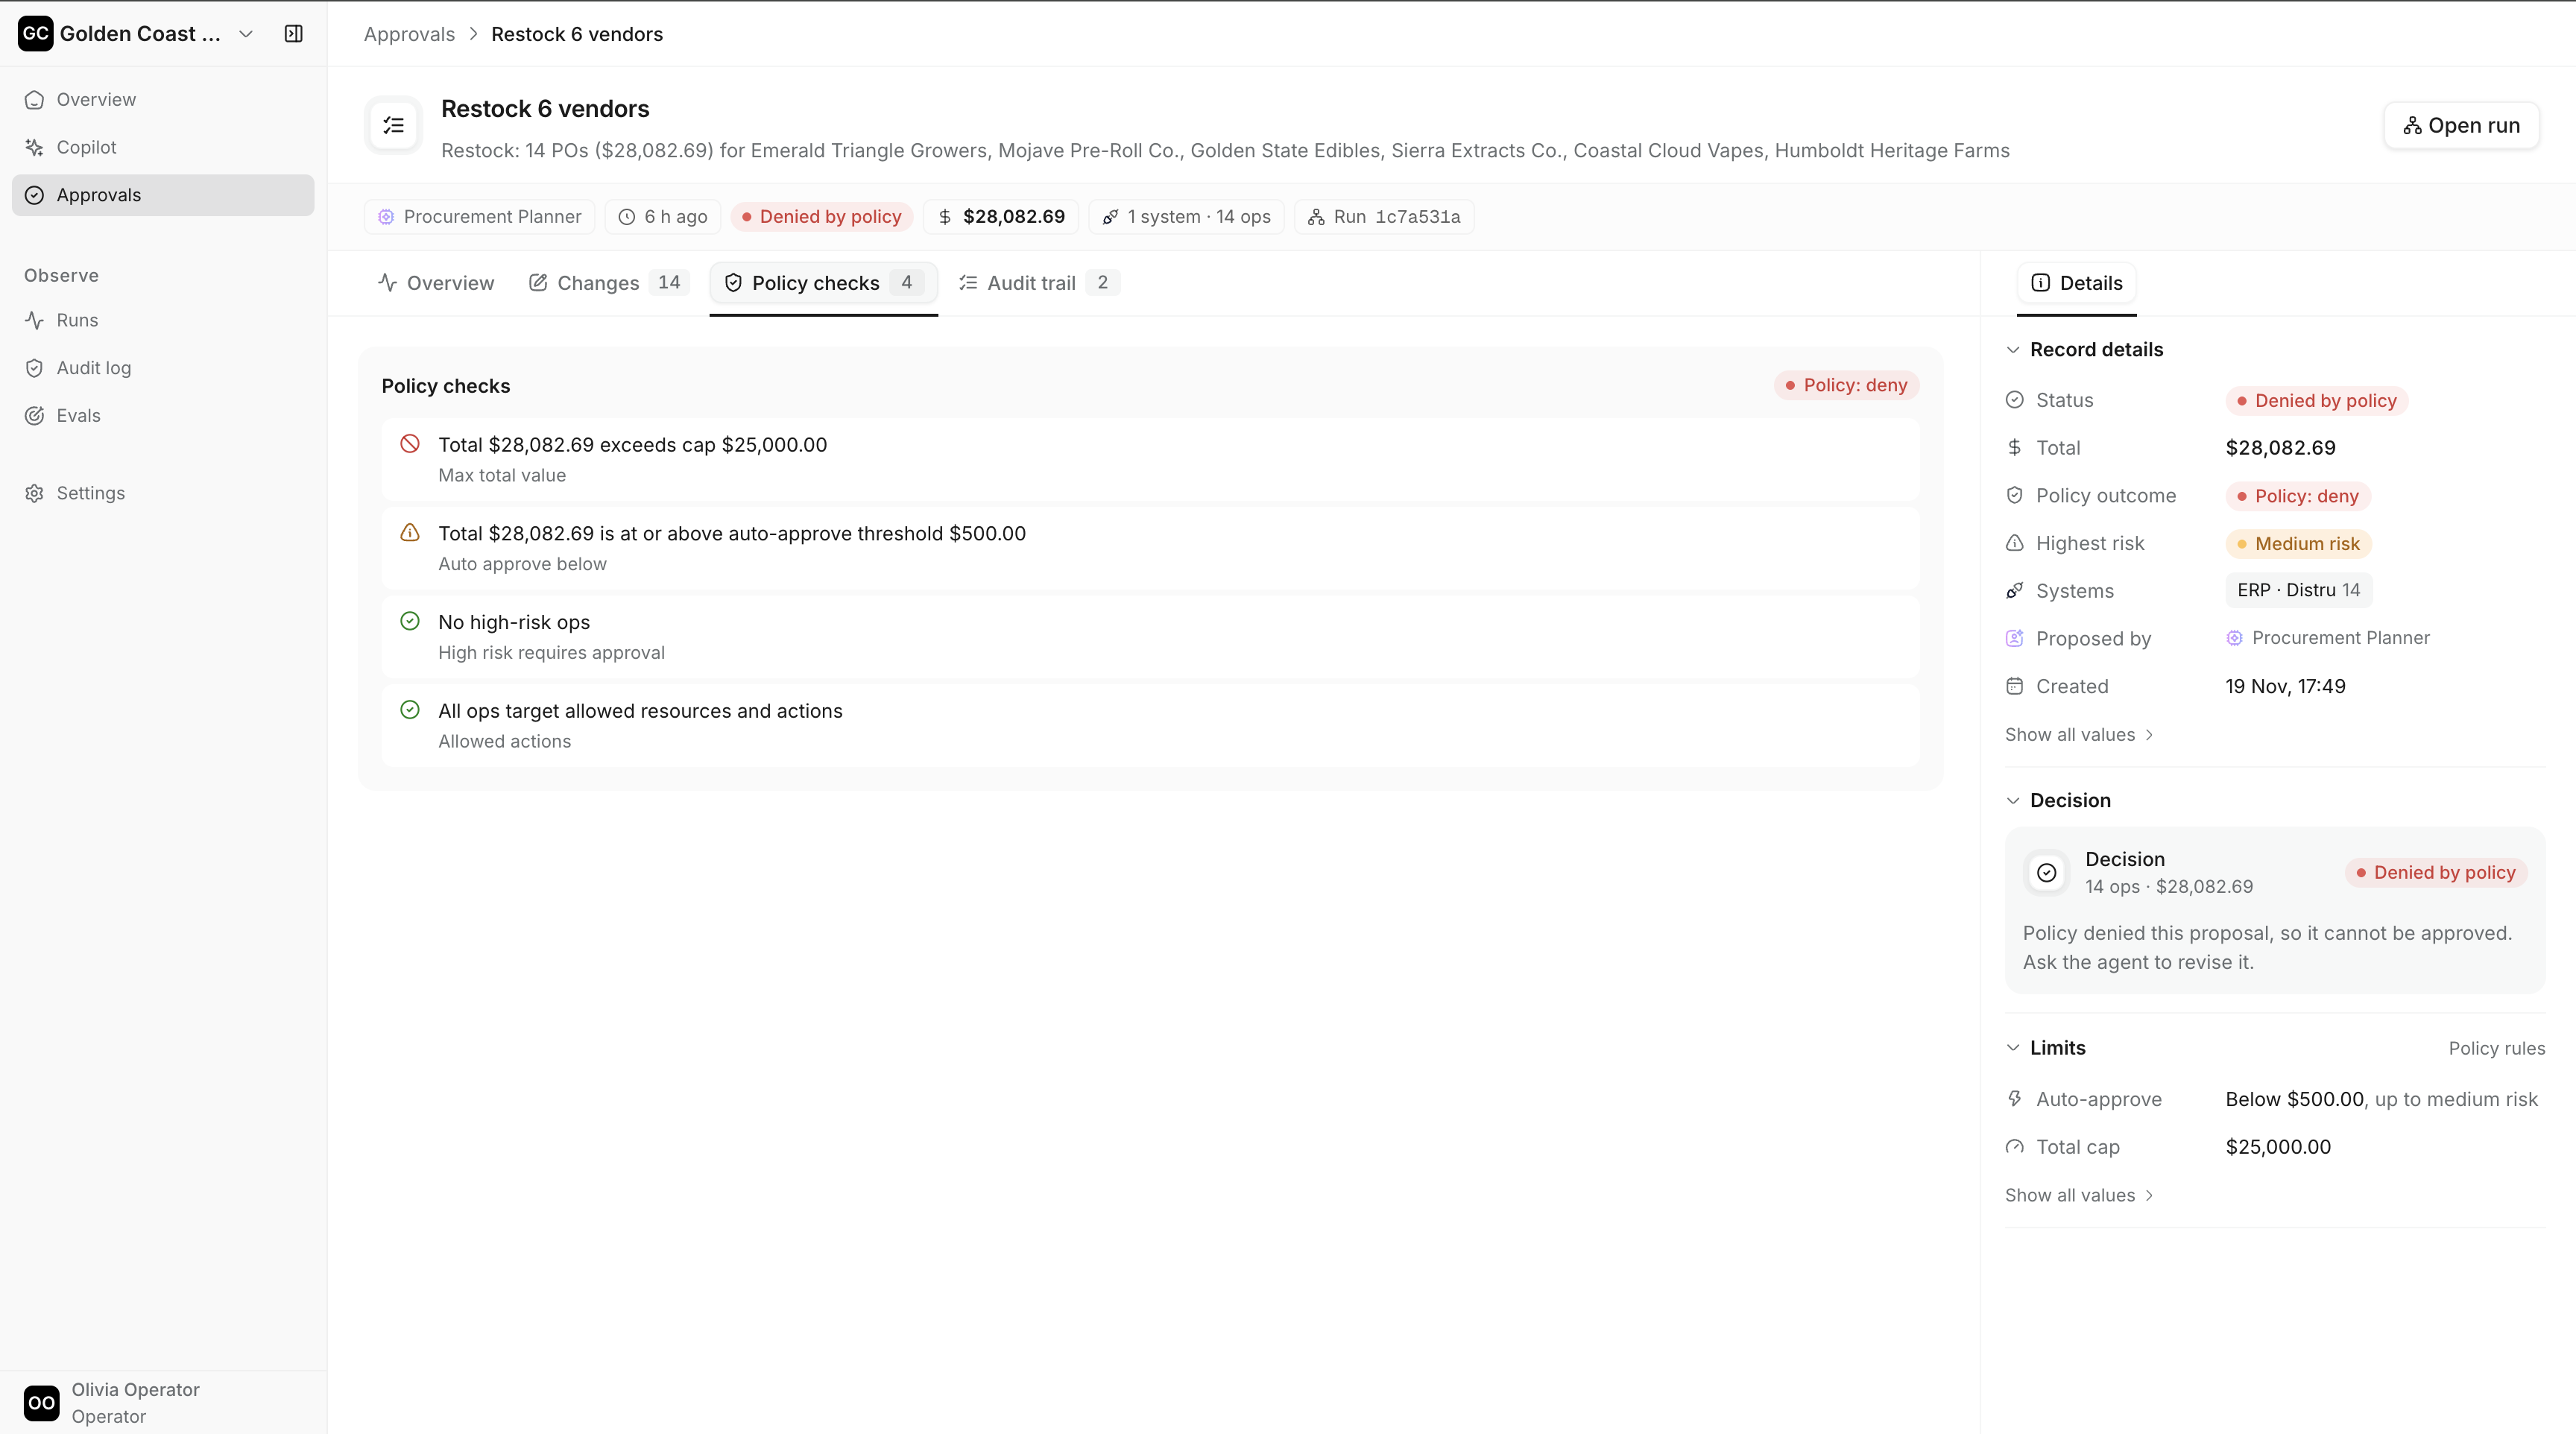 GC Golden Coast ...
Overview
Copilot
Approvals
Observe
Runs
Audit log
Evals
Settings
OO
Olivia Operator
Operator
Approvals > Restock 6 vendors
Restock 6 vendors
Restock: 14 POs ($28,082.69) for Emerald Triangle Growers, Mojave Pre-Roll Co., Golden State Edibles, Sierra Extracts Co., Coastal Cloud Vapes, Humboldt Heritage Farms
Open run
Procurement Planner 6 h ago Denied by policy $ $28,082.69 1 system · 14 ops Run 1c7a531a
Overview Changes 14 Policy checks 4 Audit trail 2
Policy checks Policy: deny
Total $28,082.69 exceeds cap $25,000.00
Max total value
Total $28,082.69 is at or above auto-approve threshold $500.00
Auto approve below
No high-risk ops
High risk requires approval
All ops target allowed resources and actions
Allowed actions
Details
Record details
Status Denied by policy
$ Total $28,082.69
Policy outcome Policy: deny
Highest risk Medium risk
Systems ERP · Distru 14
Proposed by Procurement Planner
Created 19 Nov, 17:49
Show all values >
Decision
Decision
14 ops · $28,082.69
Denied by policy
Policy denied this proposal, so it cannot be approved.
Ask the agent to revise it.
Limits Policy rules
Auto-approve Below $500.00, up to medium risk
Total cap $25,000.00
Show all values >